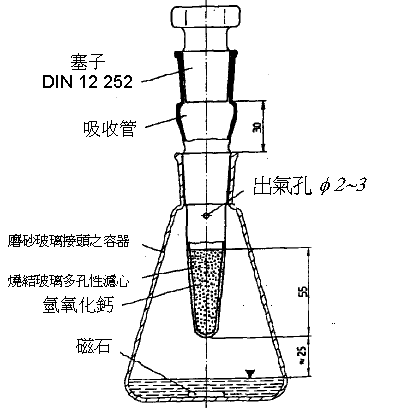 塞子
DIN 12 252
吸收管
30
出氣孔 φ2~3
磨砂玻璃接頭之容器
燒結玻璃多孔性濾心
氫氧化鈣
55
≈25
磁石